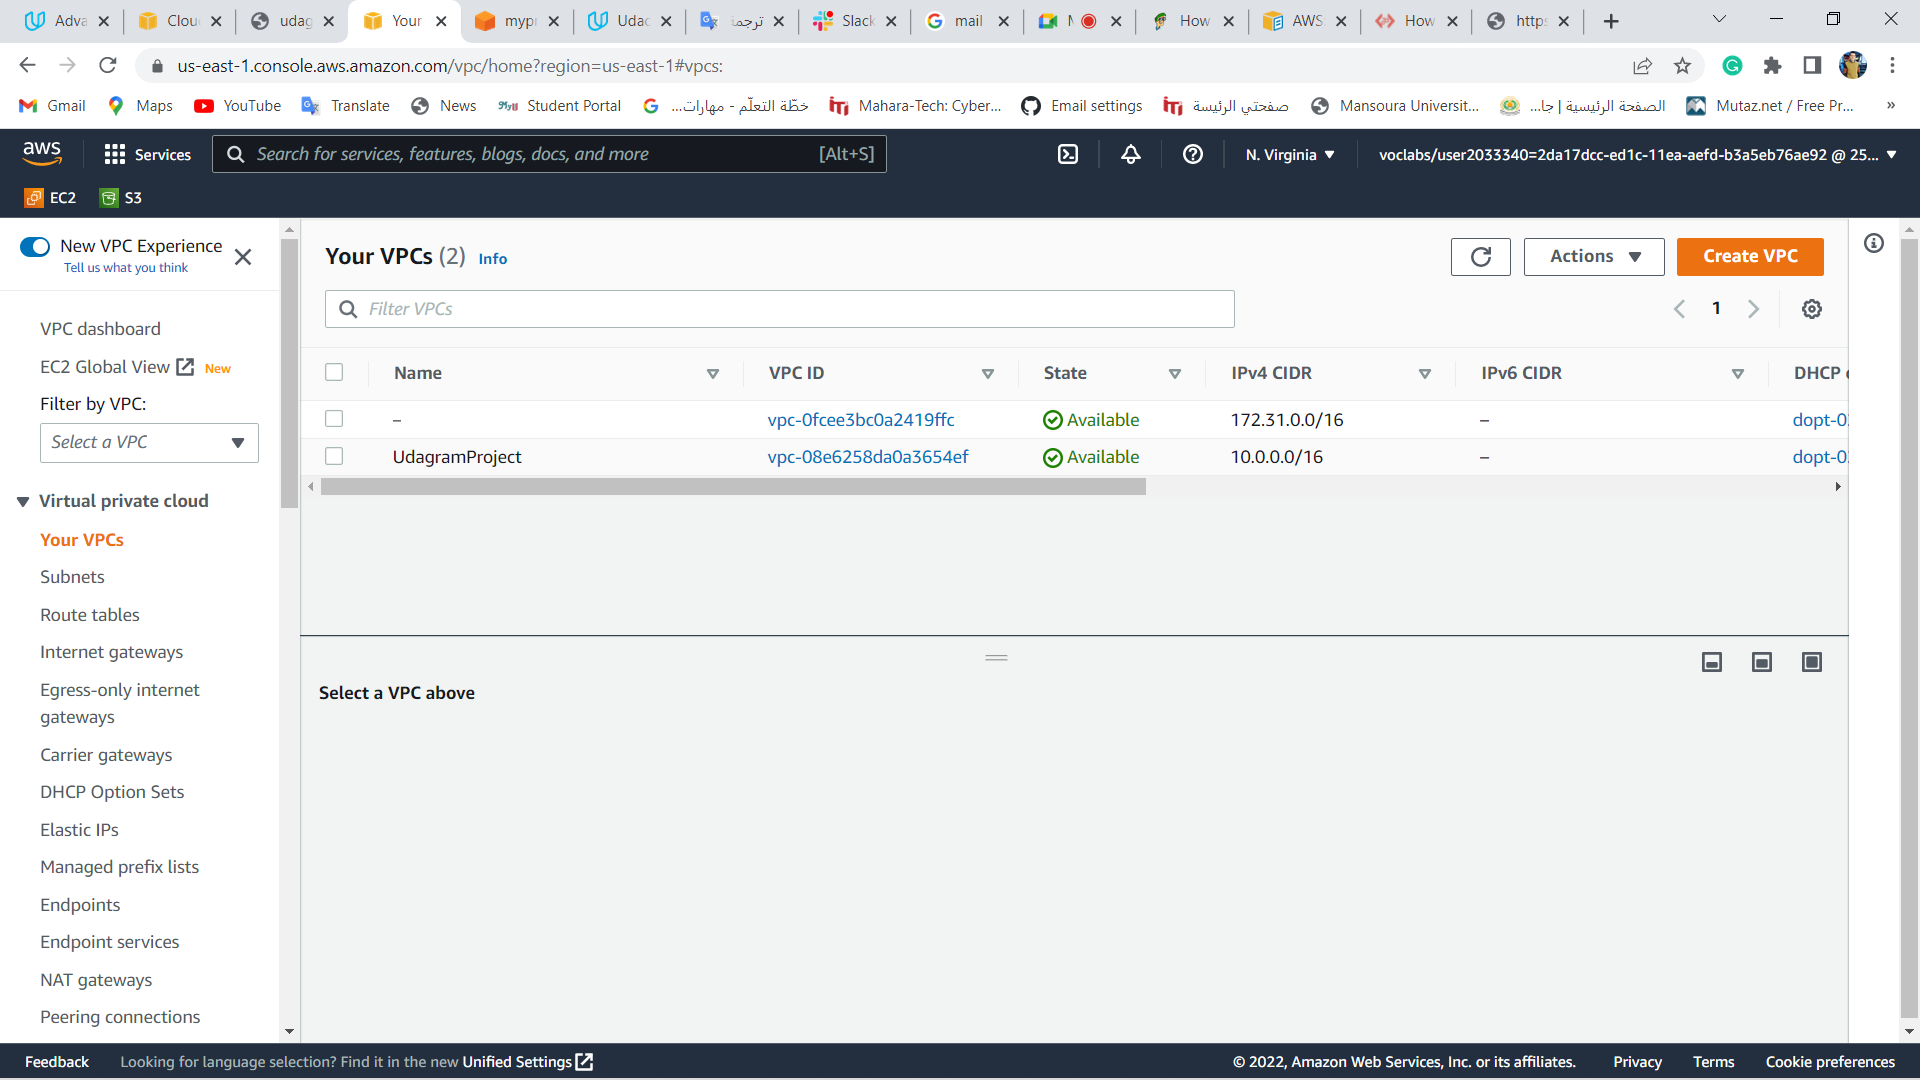 Adva
Clou
udag
Your
mypr
Udac
ترجمة
Slack
mail
How
AWS
How
http
us-east-1.console.aws.amazon.com/vpc/home?region=us-east-1#vpcs:
Gmail
Maps
YouTube
Translate
News
Student Portal
خطّة التعلّم - مهارات...
Mahara-Tech: Cyber...
Email settings
صفحتي الرئيسة
Mansoura Universit...
الصفحة الرئيسية | جا...
Mutaz.net / Free Pr...
»
aws
Services
Search for services, features, blogs, docs, and more
[Alt+S]
N. Virginia
voclabs/user2033340=2da17dcc-ed1c-11ea-aefd-b3a5eb76ae92 @ 25...
EC2
S3
New VPC Experience
Tell us what you think
VPC dashboard
EC2 Global View New
Filter by VPC:
Select a VPC
Virtual private cloud
Your VPCs
Subnets
Route tables
Internet gateways
Egress-only internet
gateways
Carrier gateways
DHCP Option Sets
Elastic IPs
Managed prefix lists
Endpoints
Endpoint services
NAT gateways
Peering connections
Your VPCs (2) Info
Actions
Create VPC
Filter VPCs
1
Name VPC ID State IPv4 CIDR IPv6 CIDR DHCP
– vpc-0fcee3bc0a2419ffc Available 172.31.0.0/16 – dopt-0
UdagramProject vpc-08e6258da0a3654ef Available 10.0.0.0/16 – dopt-0
Select a VPC above
Feedback
Looking for language selection? Find it in the new Unified Settings
© 2022, Amazon Web Services, Inc. or its affiliates.
Privacy
Terms
Cookie preferences